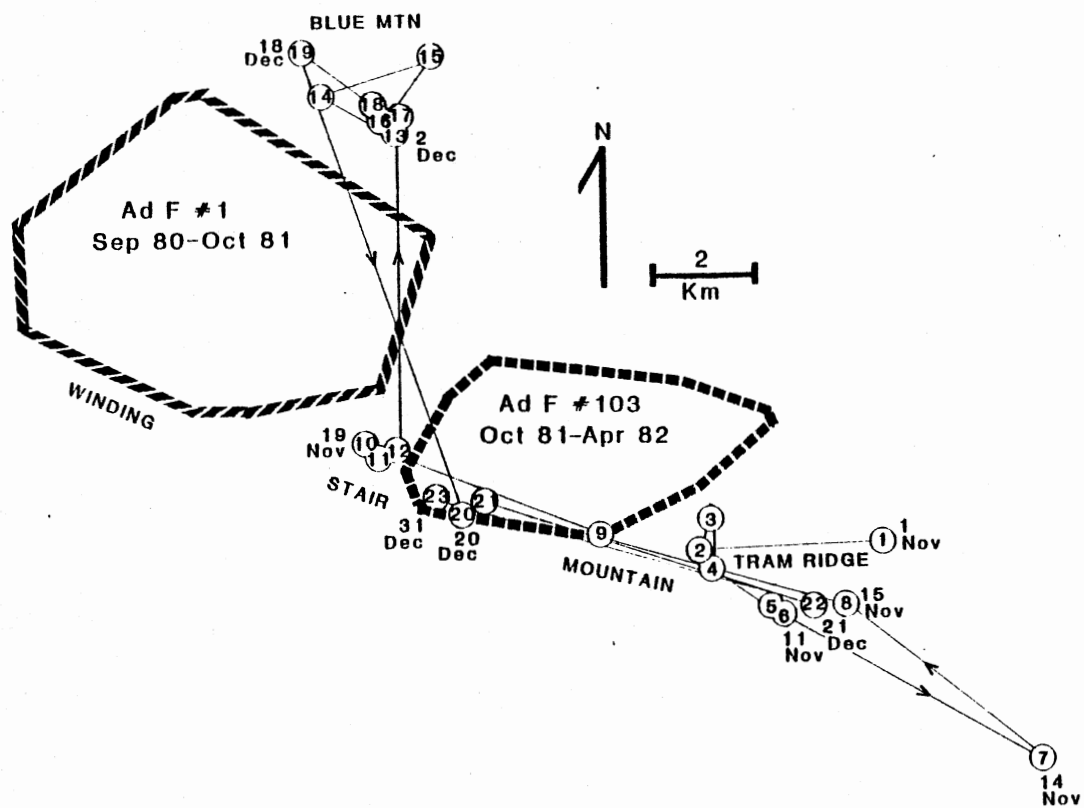 BLUE MTN
18
Dec
19
15
14
18
17
16
13
2
Dec
N
Ad F #1
Sep 80-Oct 81
2
Km
WINDING
Ad F #103
Oct 81-Apr 82
19
Nov
10
11
12
STAIR
23
20
21
31
Dec
20
Dec
9
MOUNTAIN
3
2
4
TRAM RIDGE
1
1
Nov
5
6
22
8
15
Nov
11
Nov
21
Dec
7
14
Nov